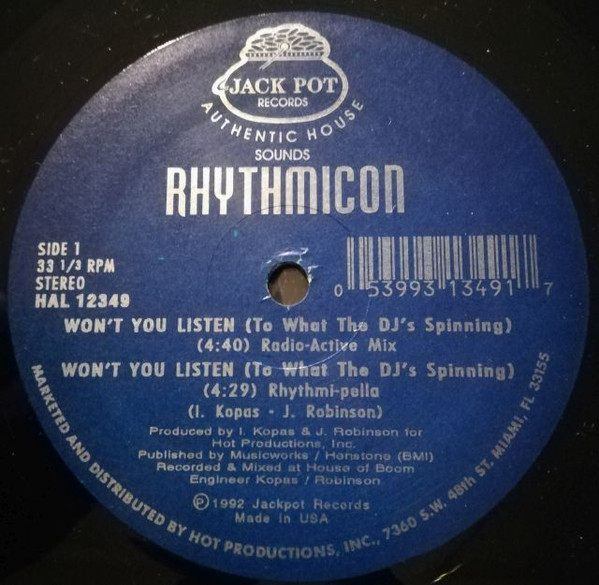 JACK POT
RECORDS
AUTHENTIC HOUSE
SOUNDS
RHYTHMICON
SIDE 1
33 1/3 RPM
STEREO
HAL 12349
0 53993 13491 7
WON'T YOU LISTEN (To What The DJ's Spinning)
(4:40) Radio-Active Mix
WON'T YOU LISTEN (To What The DJ's Spinning)
(4:29) Rhythmi-pella
(I. Kopas - J. Robinson)
Produced by I. Kopas & J. Robinson for
Hot Productions, Inc.
Published by Musicworks / Honstone (BMI)
Recorded & Mixed at House of Boom
Engineer Kopas / Robinson
Ⓟ1992 Jackpot Records
Made in USA
MARKETED AND DISTRIBUTED BY HOT PRODUCTIONS, INC., 7360 S.W. 48th ST. MIAMI, FL 33155